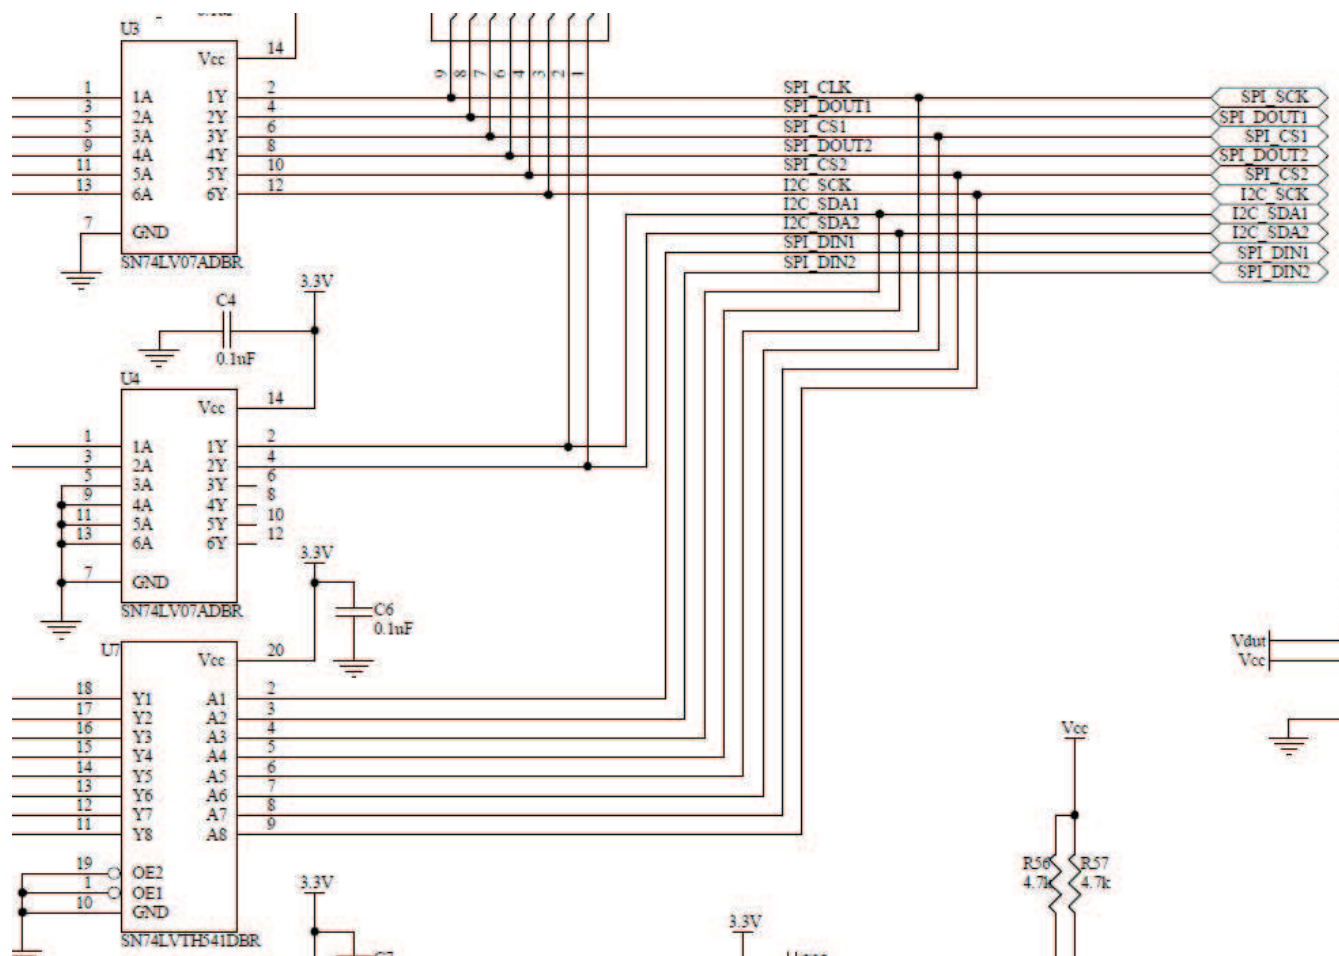 U3
Vcc 14
1 1A 1Y 2
3 2A 2Y 4
5 3A 3Y 6
9 4A 4Y 8
11 5A 5Y 10
13 6A 6Y 12
7 GND
SN74LV07ADBR
9 8 7 6 4 3 2 1
SPI_CLK
SPI_DOUT1
SPI_CS1
SPI_DOUT2
SPI_CS2
I2C_SCK
I2C_SDA1
I2C_SDA2
SPI_DIN1
SPI_DIN2
SPI_SCK
SPI_DOUT1
SPI_CS1
SPI_DOUT2
SPI_CS2
I2C_SCK
I2C_SDA1
I2C_SDA2
SPI_DIN1
SPI_DIN2
3.3V
C4
0.1uF
U4
Vcc 14
1 1A 1Y 2
3 2A 2Y 4
5 3A 3Y 6
9 4A 4Y 8
11 5A 5Y 10
13 6A 6Y 12
7 GND
SN74LV07ADBR
3.3V
C6
0.1uF
U7
Vcc 20
18 Y1 A1 2
17 Y2 A2 3
16 Y3 A3 4
15 Y4 A4 5
14 Y5 A5 6
13 Y6 A6 7
12 Y7 A7 8
11 Y8 A8 9
19 OE2
1 OE1
10 GND
SN74LVTH541DBR
3.3V
3.3V
Vdut
Vcc
Vcc
R56
4.7k
R57
4.7k